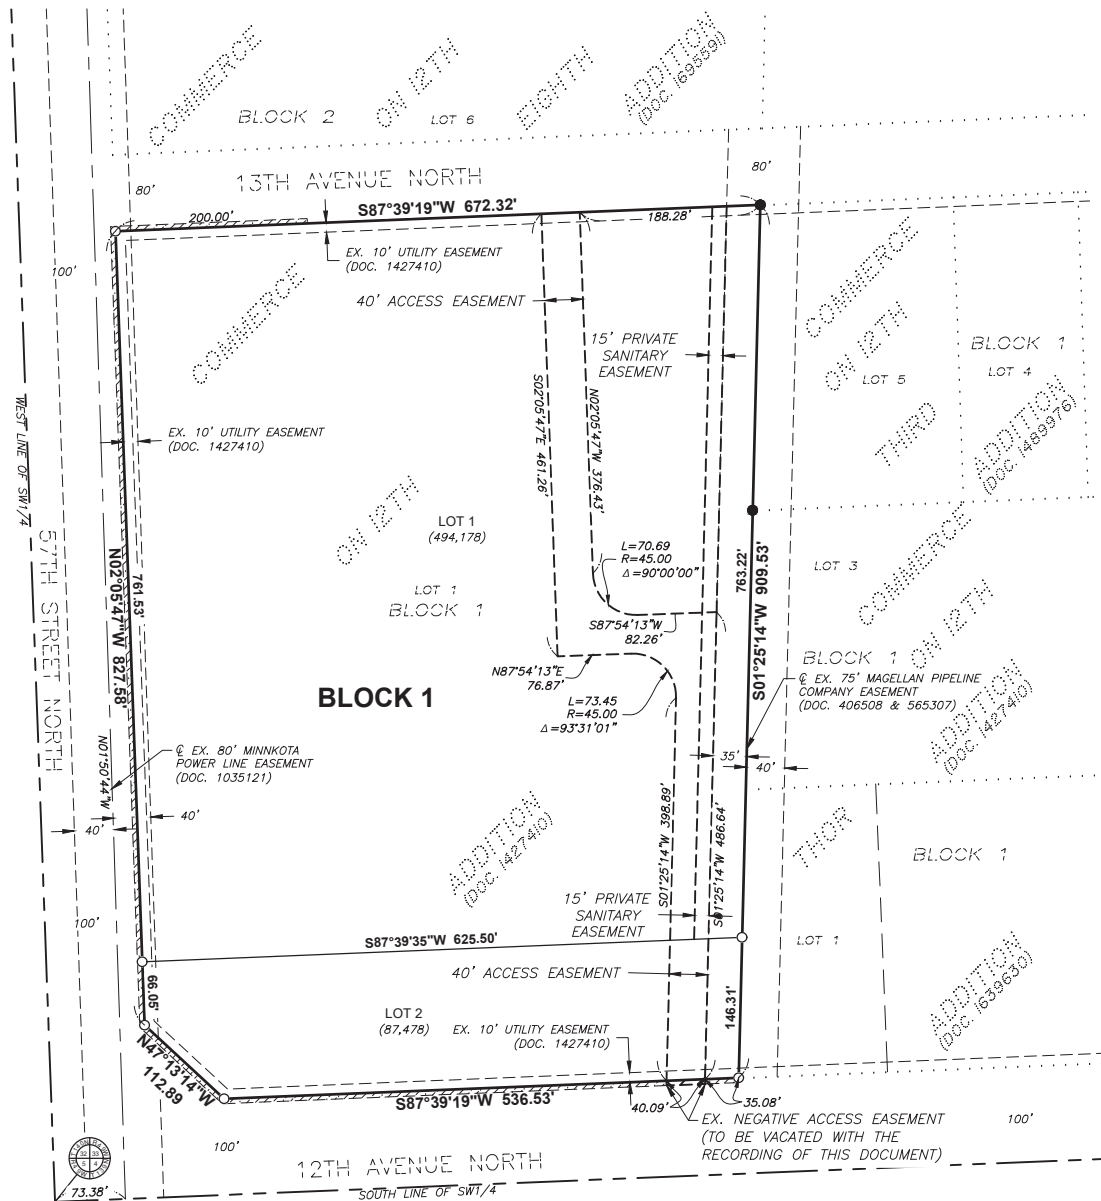 COMMERCE
ON 12TH
EIGHTH
ADDITION
(DOC. 1695591)
BLOCK 2
LOT 6
80'
13TH AVENUE NORTH
80'
S87°39'19"W 672.32'
200.00'
188.28'
EX. 10' UTILITY EASEMENT
(DOC. 1427410)
100'
COMMERCE
40' ACCESS EASEMENT
15' PRIVATE
SANITARY
EASEMENT
COMMERCE
ON 12TH
THIRD
ADDITION
(DOC. 1489976)
LOT 5
BLOCK 1
LOT 4
WEST LINE OF SW1/4
EX. 10' UTILITY EASEMENT
(DOC. 1427410)
S02°05'47"E 461.26'
N02°05'47"W 376.43'
ON 12TH
LOT 1
(494,178)
LOT 1
BLOCK 1
57TH STREET NORTH
N02°05'47"W 827.58'
761.53'
L=70.69
R=45.00
Δ=90°00'00"
S87°54'13"W
82.26'
763.22'
S01°25'14"W 909.53'
LOT 3
COMMERCE
ON 12TH
BLOCK 1
ADDITION
(DOC. 1427410)
N87°54'13"E
76.87'
L=73.45
R=45.00
Δ=93°31'01"
BLOCK 1
℄ EX. 75' MAGELLAN PIPELINE
COMPANY EASEMENT
(DOC. 406508 & 565307)
N01°50'44"W
℄ EX. 80' MINNKOTA
POWER LINE EASEMENT
(DOC. 1035121)
35'
40'
40'
40'
S01°25'14"W 398.89'
S01°25'14"W 486.64'
ADDITION
(DOC. 1427410)
THOR
BLOCK 1
LOT 1
ADDITION
(DOC. 1639630)
15' PRIVATE
SANITARY
EASEMENT
100'
S87°39'35"W 625.50'
40' ACCESS EASEMENT
66.05'
146.31'
LOT 2
(87,478)
EX. 10' UTILITY EASEMENT
(DOC. 1427410)
N47°13'14"W
112.89
S87°39'19"W 536.53'
40.09'
35.08'
EX. NEGATIVE ACCESS EASEMENT
(TO BE VACATED WITH THE
RECORDING OF THIS DOCUMENT)
100'
100'
12TH AVENUE NORTH
32 33
5 4
73.38'
SOUTH LINE OF SW1/4